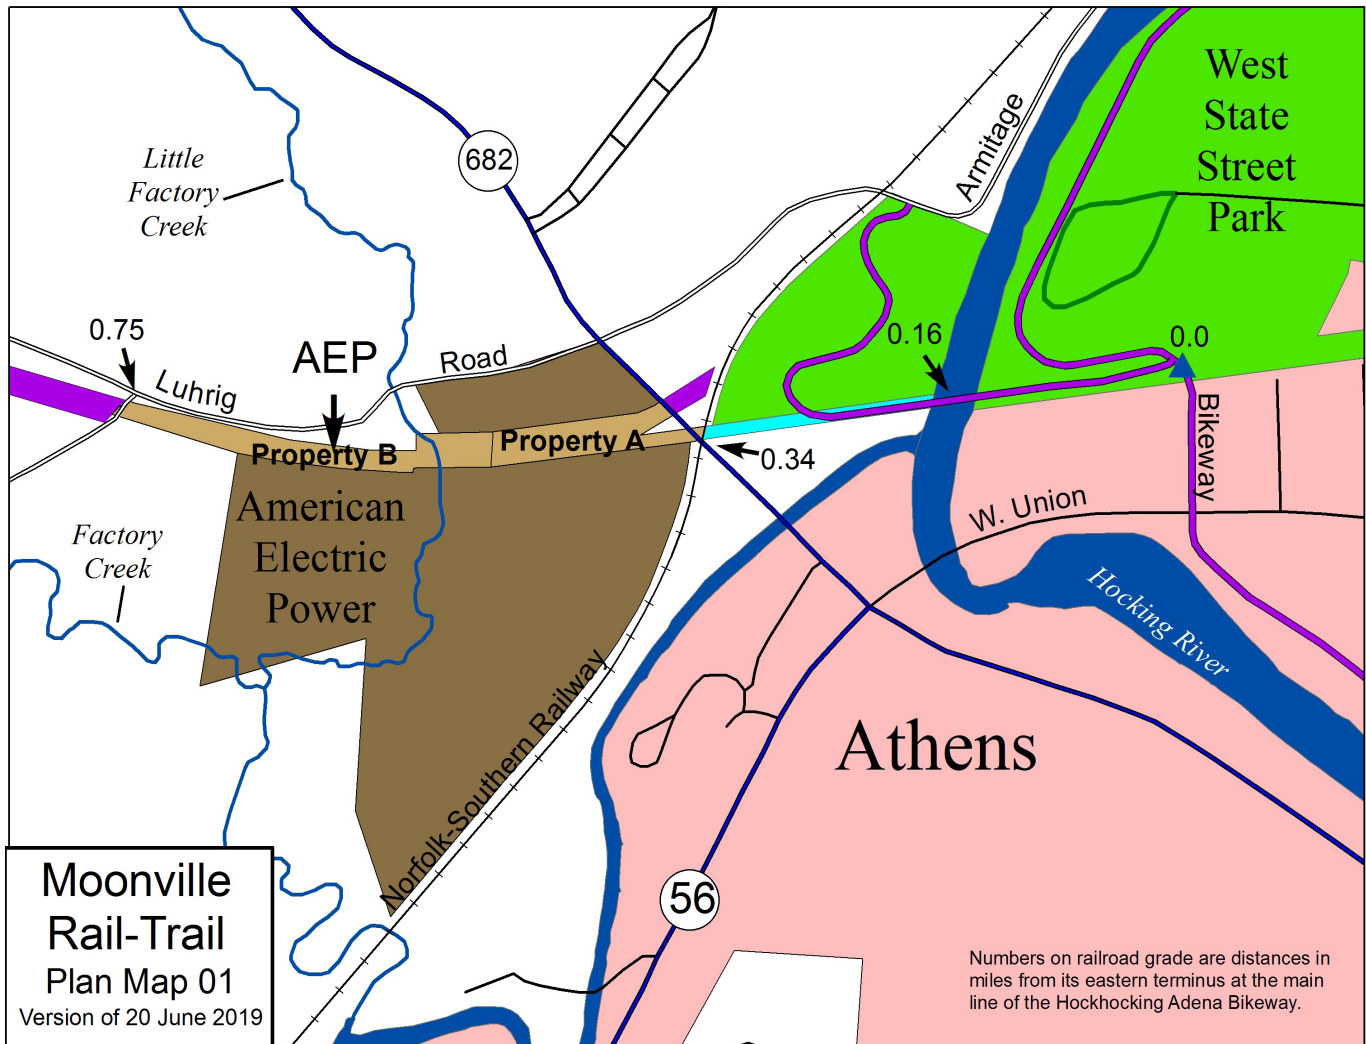 West
State
Street
Park
Armitage
682
Little
Factory
Creek
0.75
AEP
Road
Luhrig
0.16
0.0
Bikeway
Property B
Property A
0.34
American
Electric
Power
W. Union
Factory
Creek
Hocking River
Norfolk-Southern Railway
Athens
56
Moonville
Rail-Trail
Plan Map 01
Version of 20 June 2019
Numbers on railroad grade are distances in
miles from its eastern terminus at the main
line of the Hockhocking Adena Bikeway.